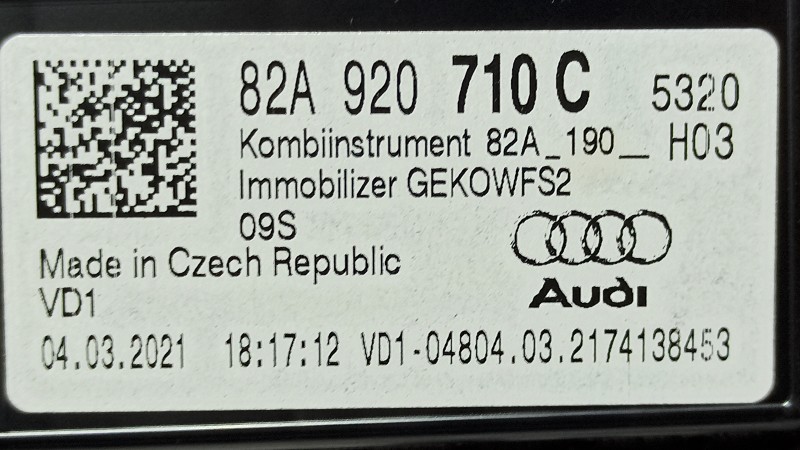 82A 920 710 C 5320
Kombiinstrument 82A_190__ H03
Immobilizer GEKOWFS2
09S
Made in Czech Republic
VD1
Audi
04.03.2021 18:17:12 VD1-04804.03.2174138453